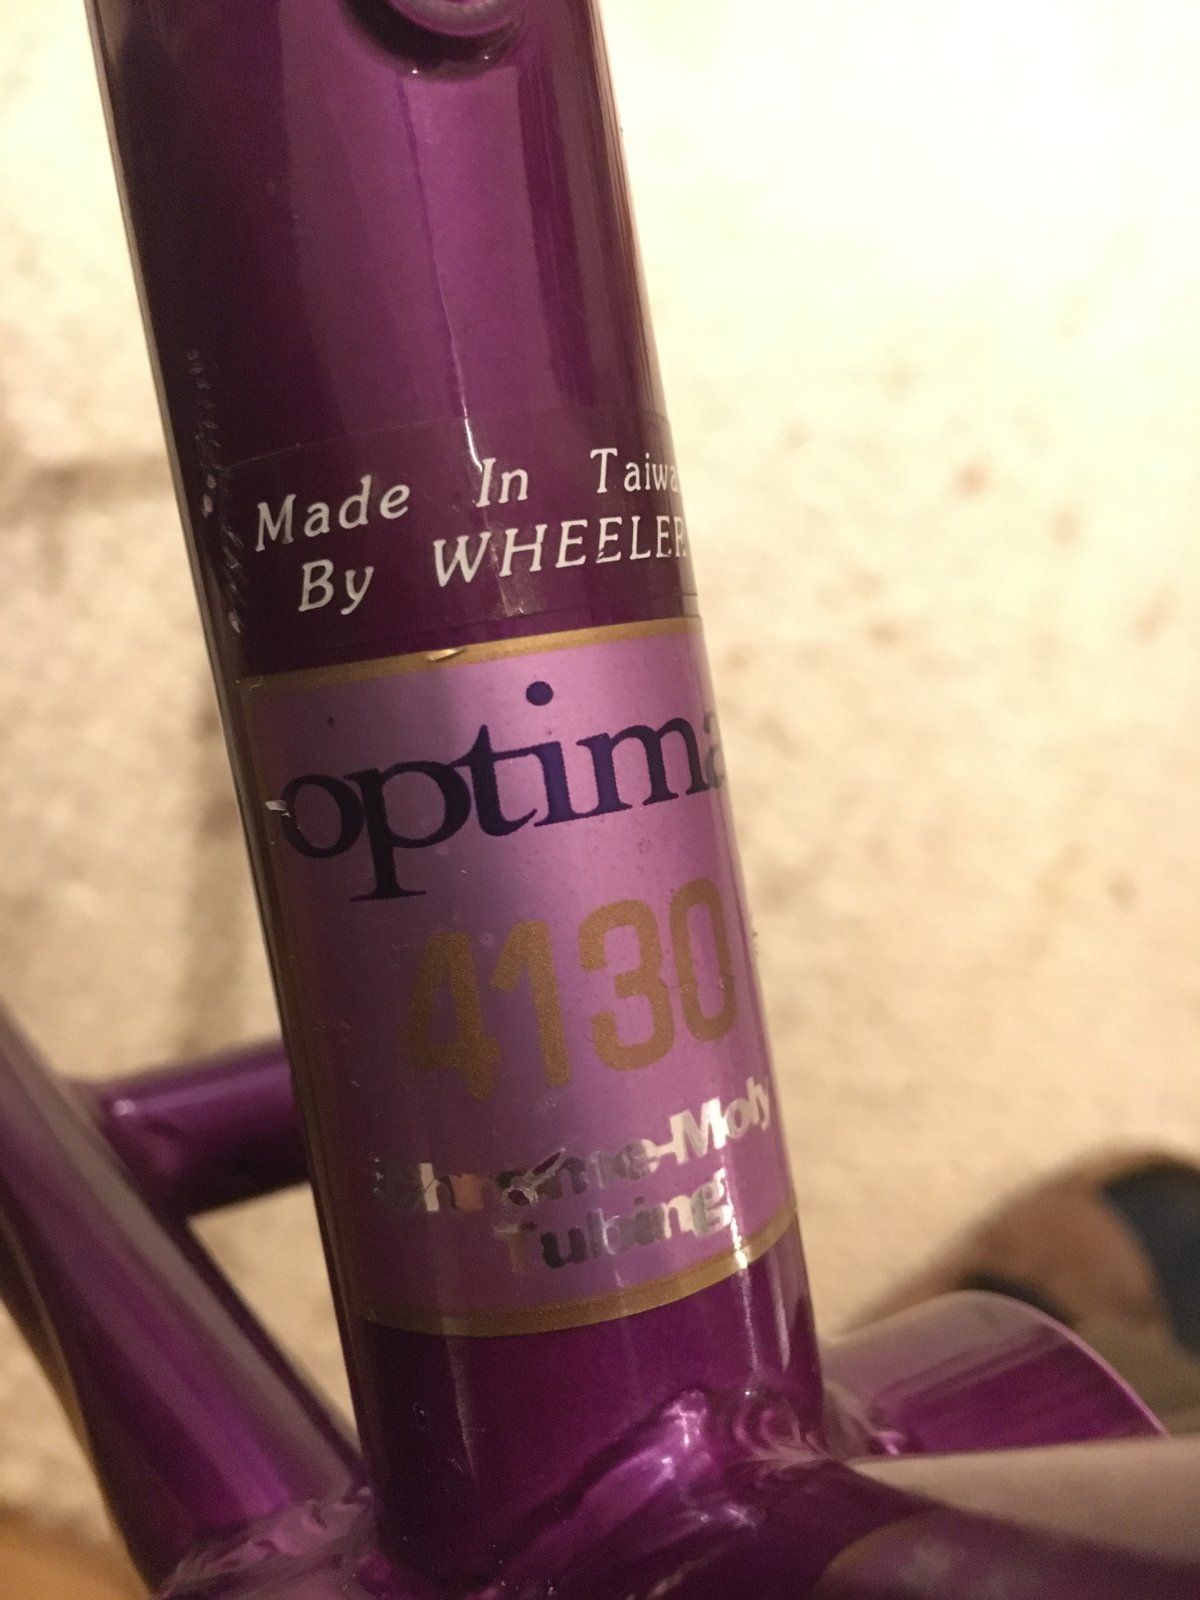 Made In Taiwa
By WHEELER
optima
4130
Chrome-Moly
Tubing